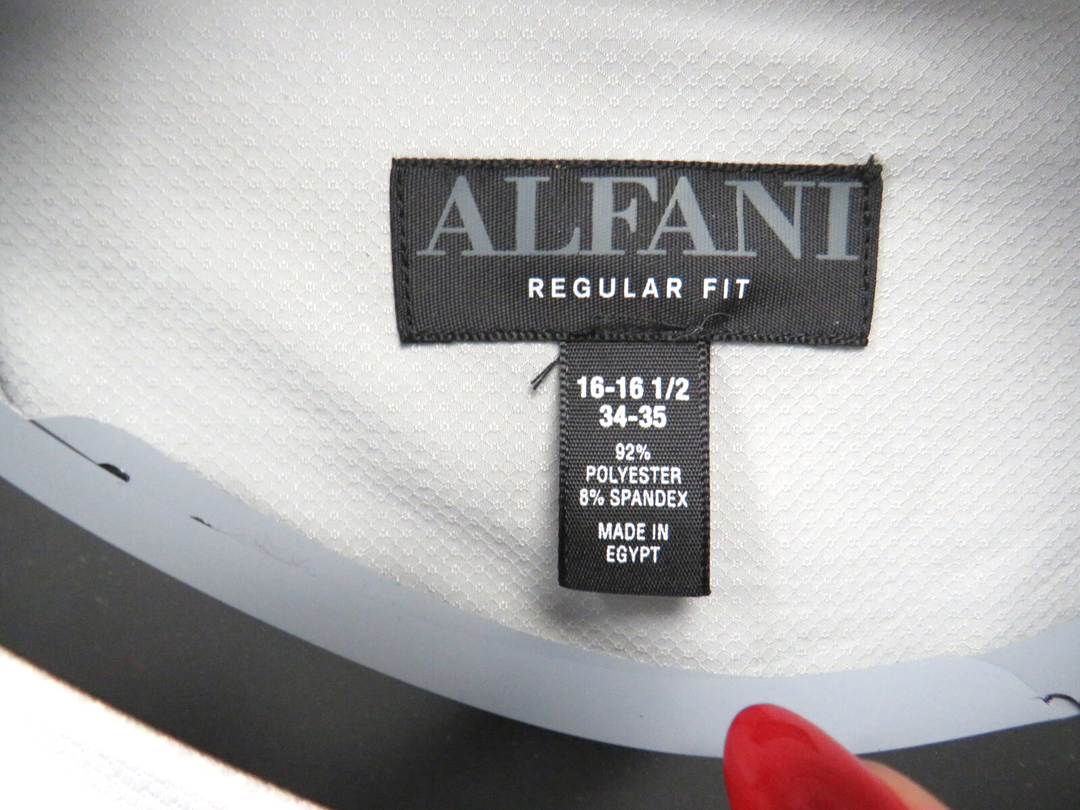 ALFANI
REGULAR FIT
16-16 1/2
34-35
92%
POLYESTER
8% SPANDEX
MADE IN
EGYPT